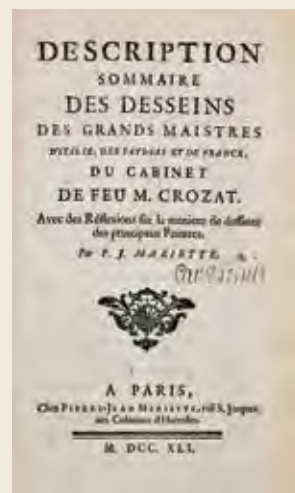 DESCRIPTION
SOMMAIRE
DES DESSEINS
DES GRANDS MAISTRES
D'ITALIE, DES PAYS-BAS ET DE FRANCE,
DU CABINET
DE FEU M. CROZAT.
Avec des Réflexions sur la maniere de dessiner
des principaux Peintres.
Par P. J. MARIETTE.
A PARIS,
Chez PIERRE-JEAN MARIETTE, ruë S. Jacques,
aux Colonnes d'Hercules.
M. DCC. XLI.